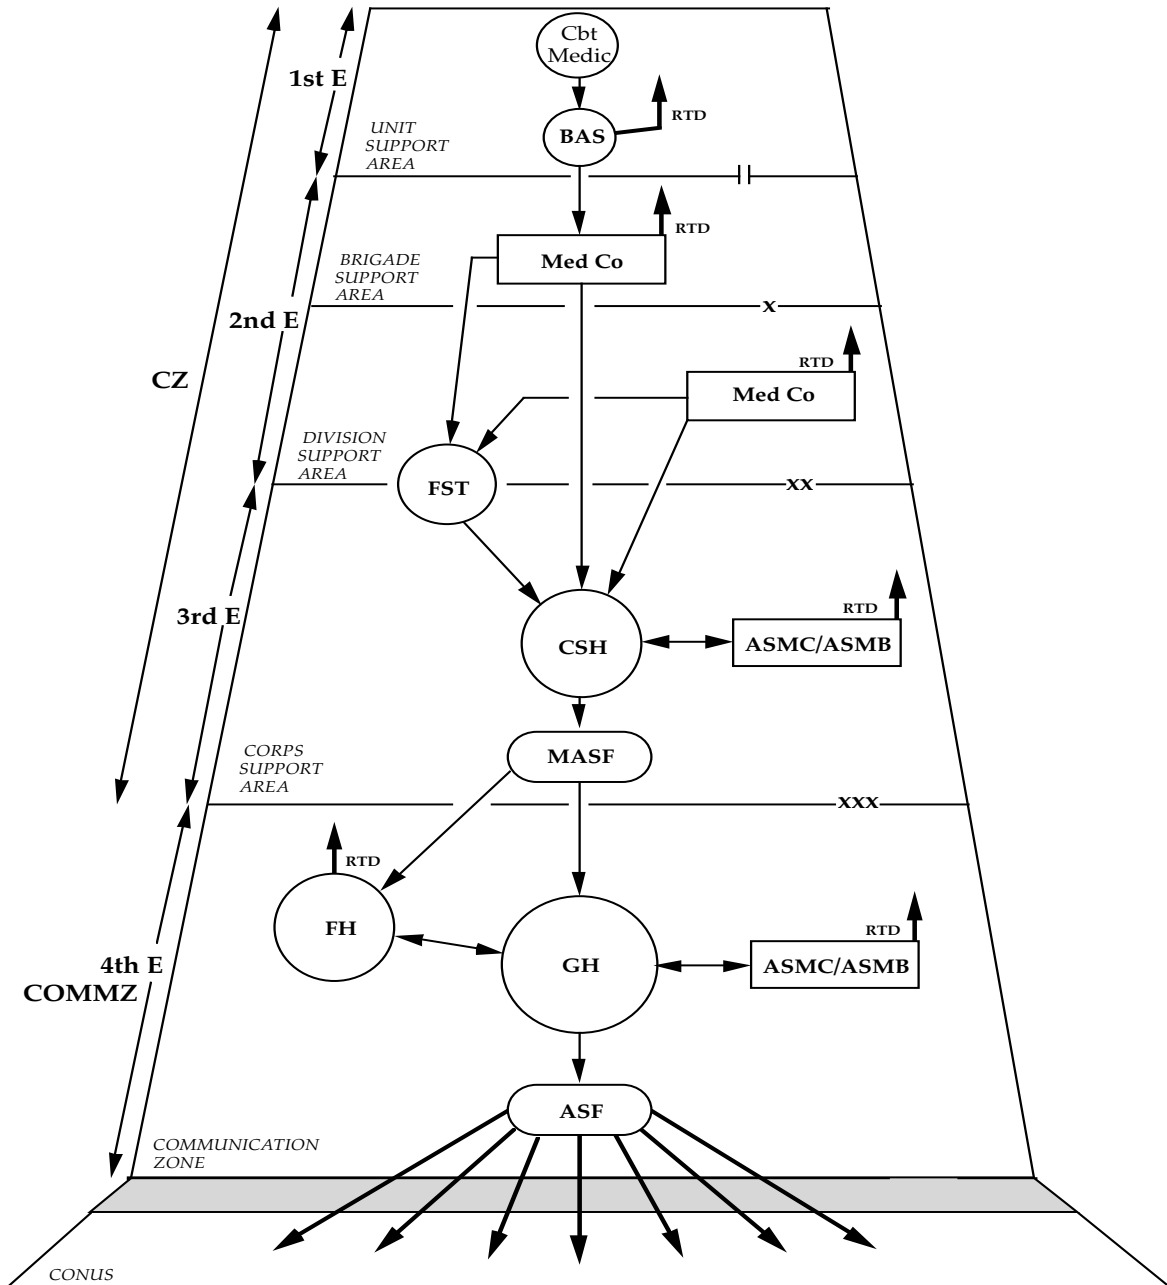 Cbt
Medic
1st E
RTD
UNIT
SUPPORT
AREA
BAS
RTD
BRIGADE
SUPPORT
AREA
Med Co
2nd E
x
CZ
RTD
Med Co
DIVISION
SUPPORT
AREA
FST
xx
3rd E
RTD
CSH
ASMC/ASMB
CORPS
SUPPORT
AREA
MASF
xxx
RTD
FH
RTD
4th E
COMMZ
GH
ASMC/ASMB
ASF
COMMUNICATION
ZONE
CONUS